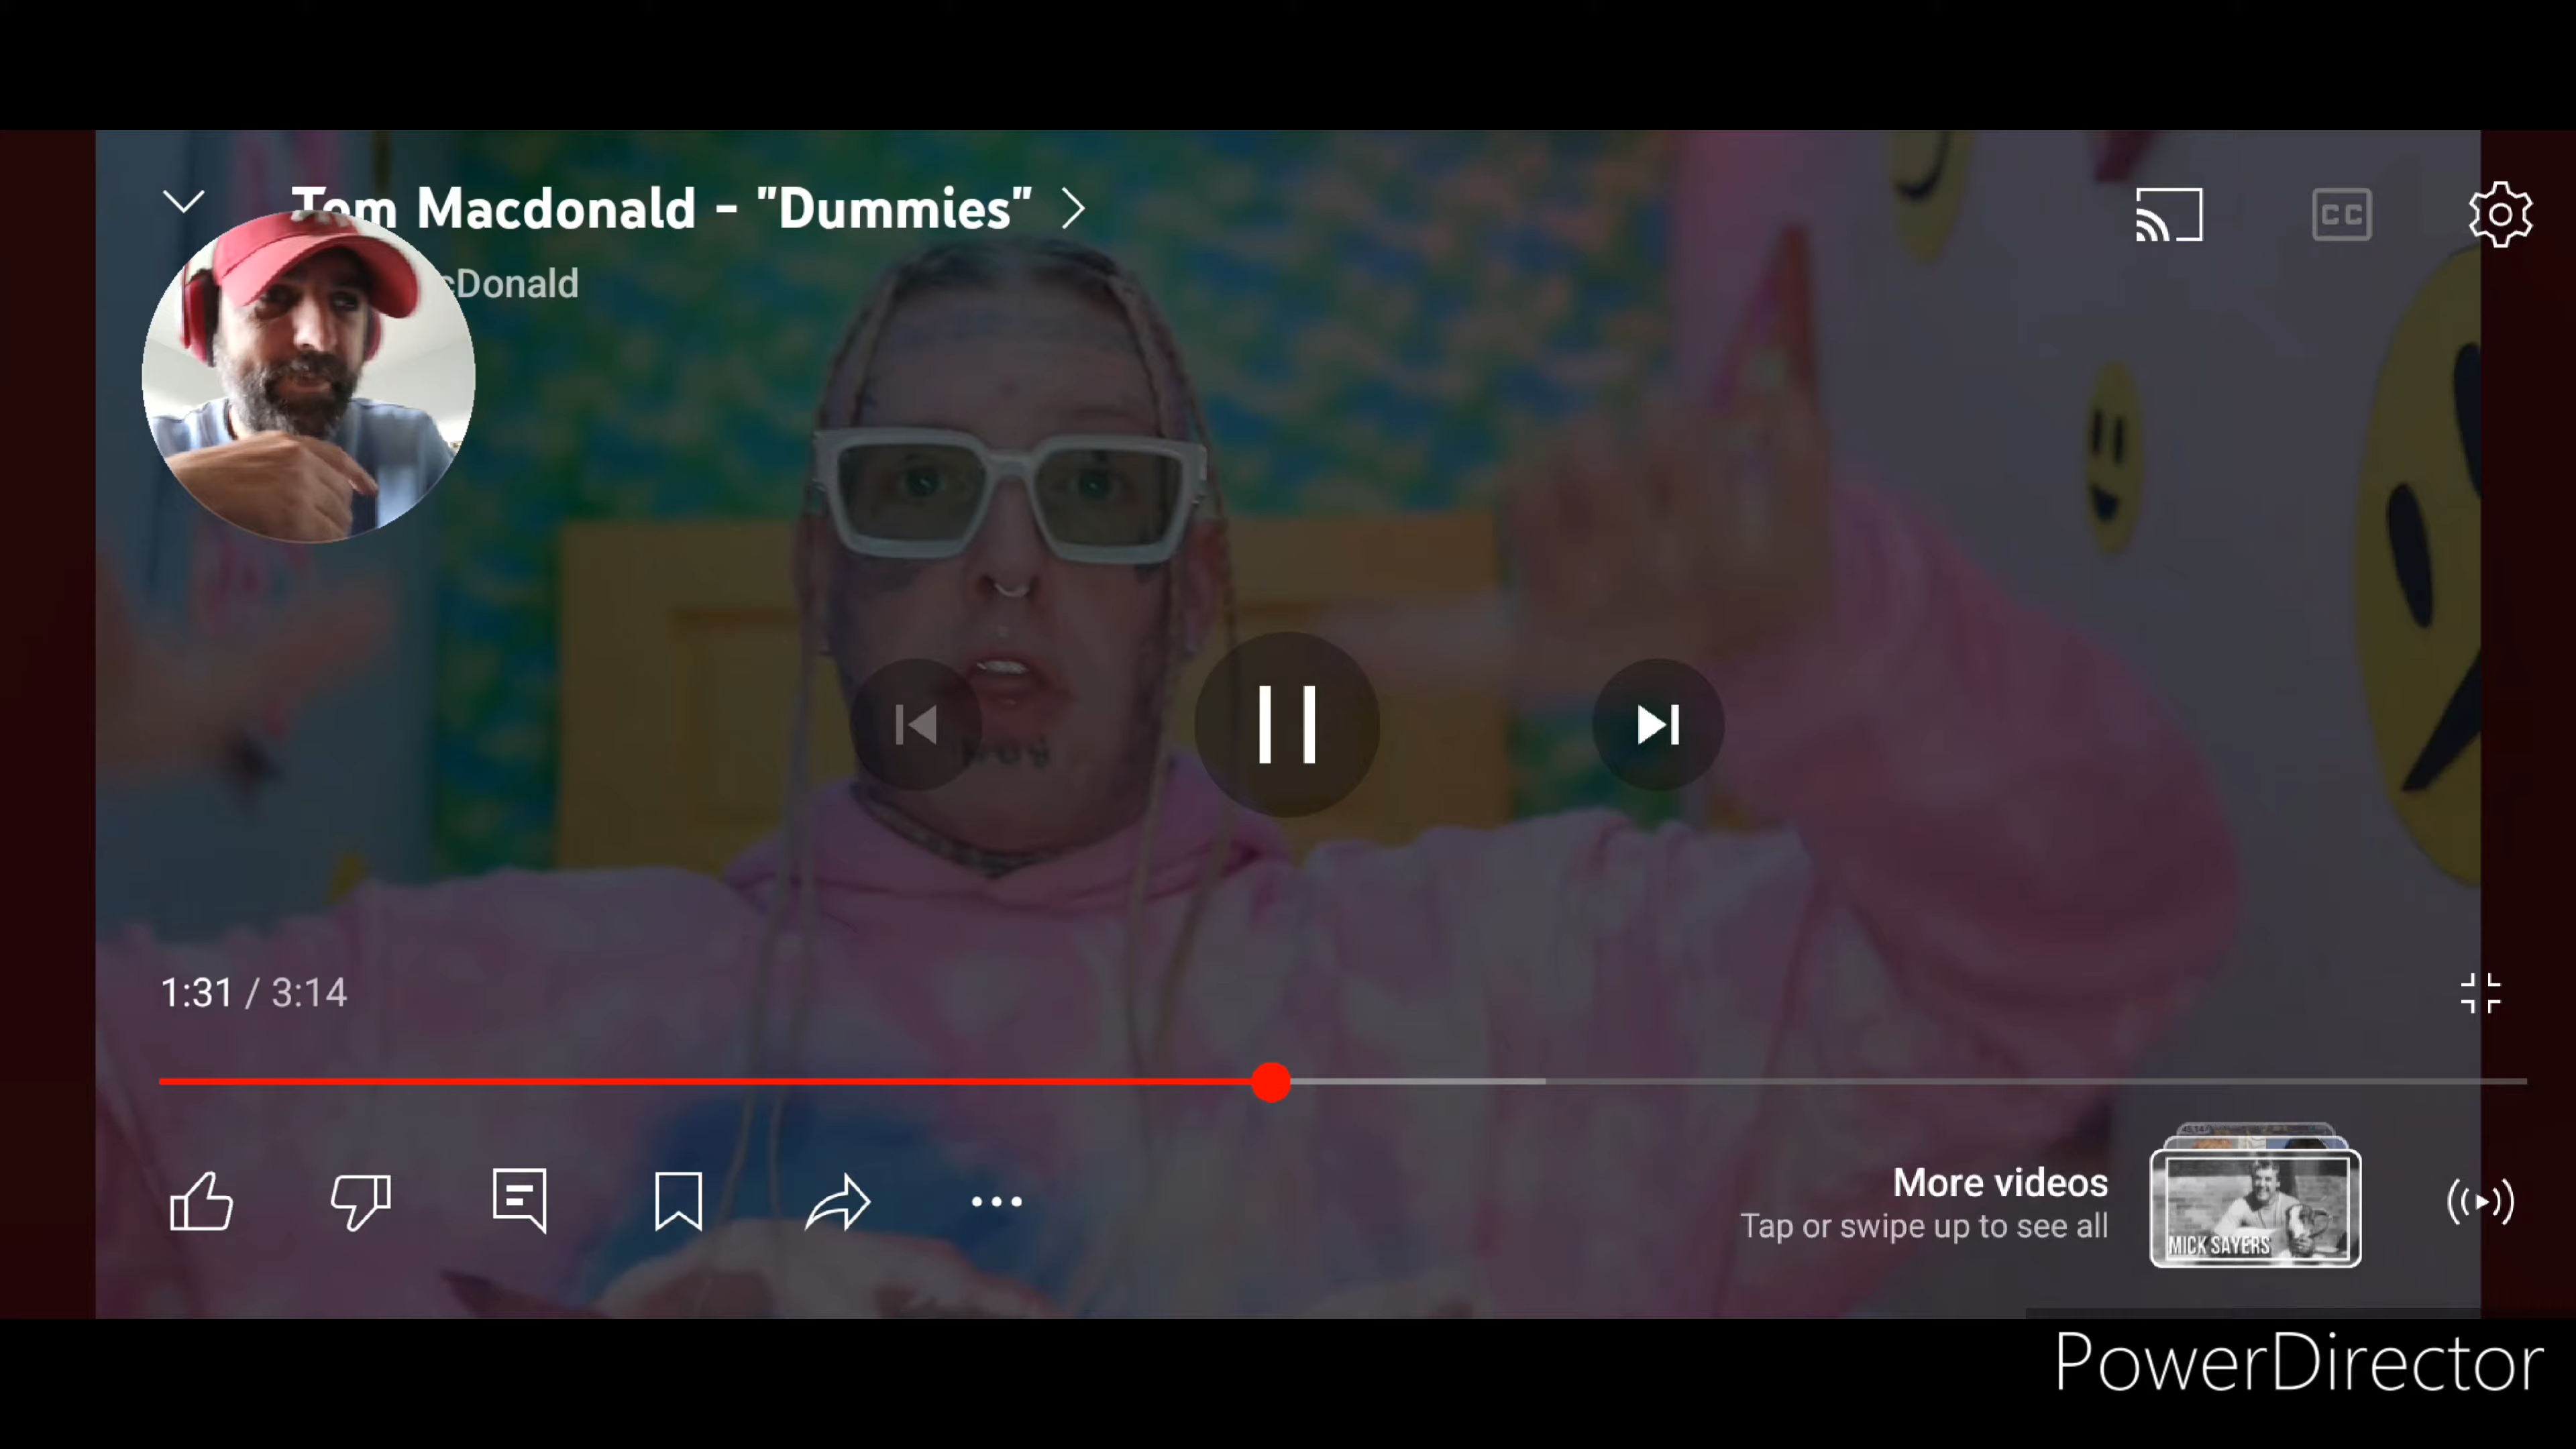 Tom Macdonald - "Dummies"
cDonald
CC
1:31 / 3:14
More videos
Tap or swipe up to see all
MICK SAYERS
PowerDirector